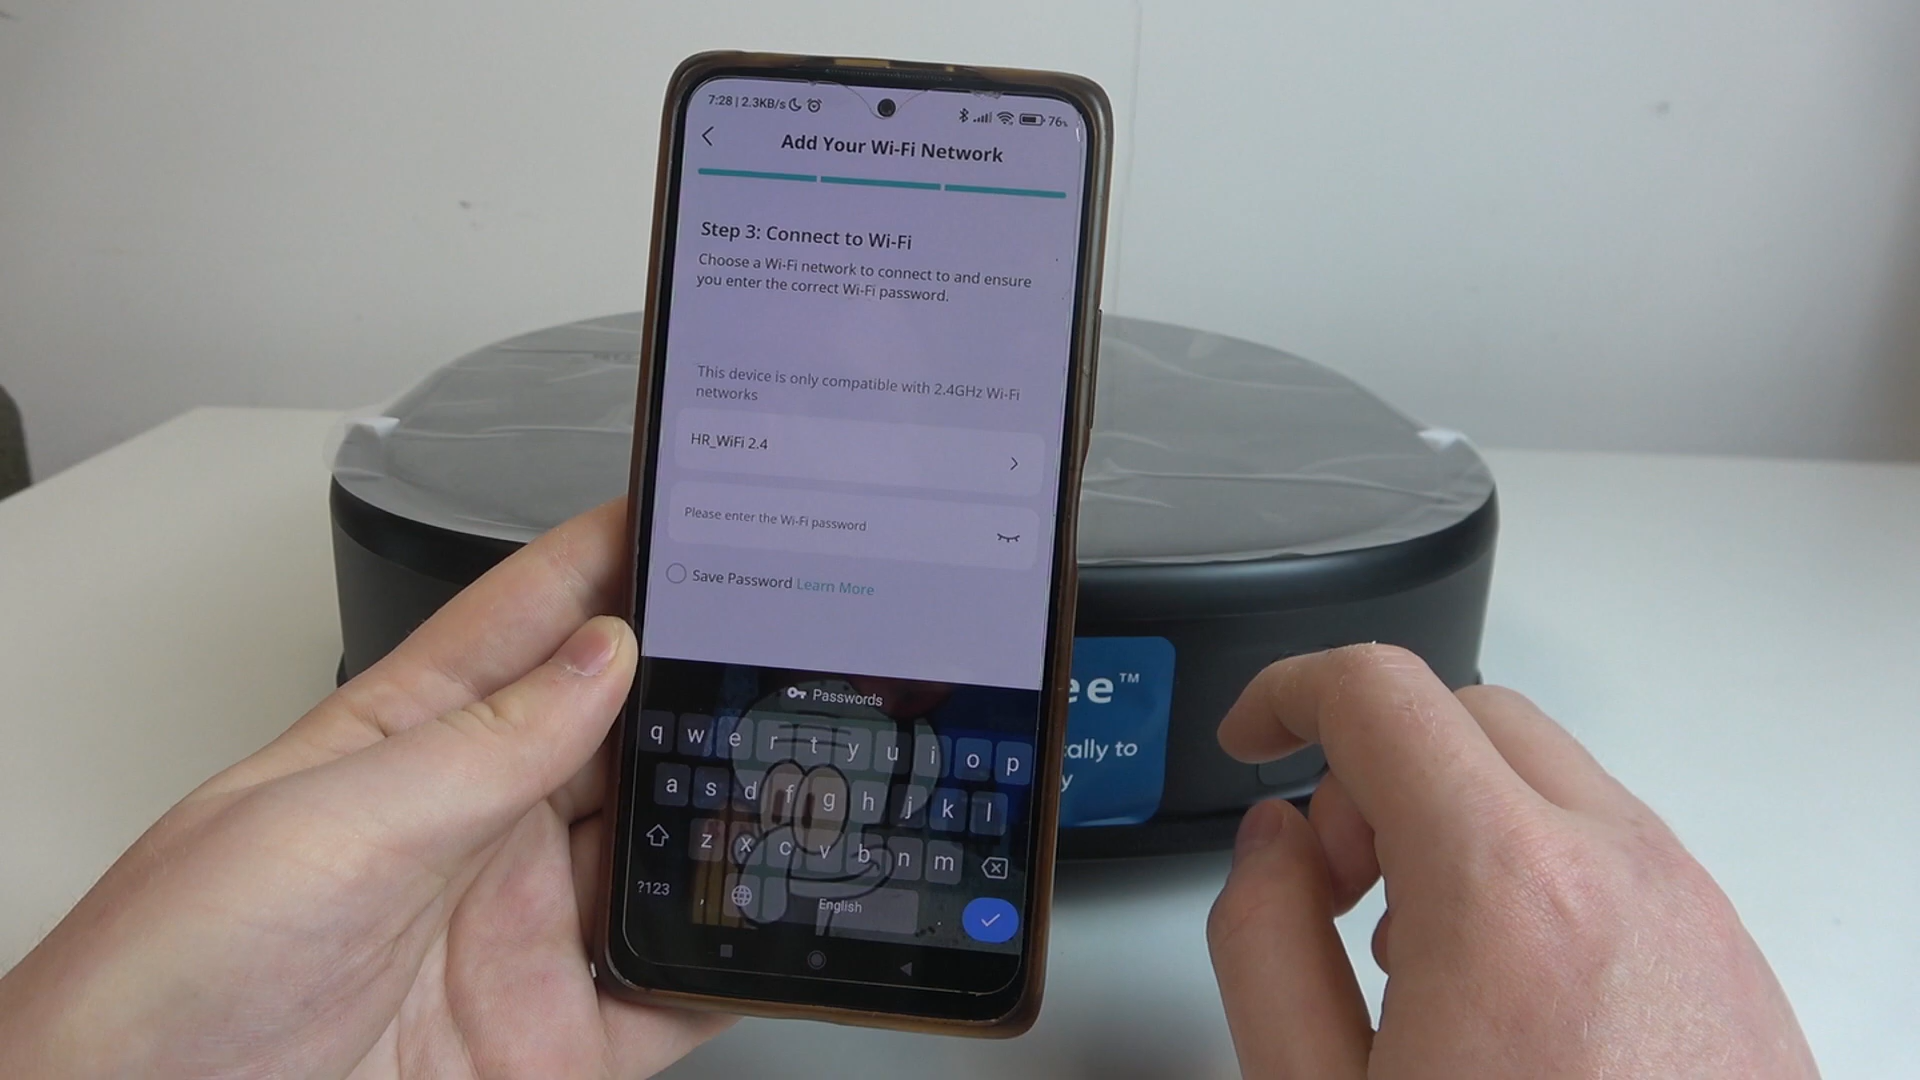 7:28 | 2.3KB/s
76%
Add Your Wi-Fi Network
Step 3: Connect to Wi-Fi
Choose a Wi-Fi network to connect to and ensure
you enter the correct Wi-Fi password.
This device is only compatible with 2.4GHz Wi-Fi
networks
HR_WiFi 2.4
Please enter the Wi-Fi password
Save Password Learn More
Passwords
q w e r t y u i o p
a s d f g h j k l
z x c v b n m
?123 , English .
ee™
cally to
y